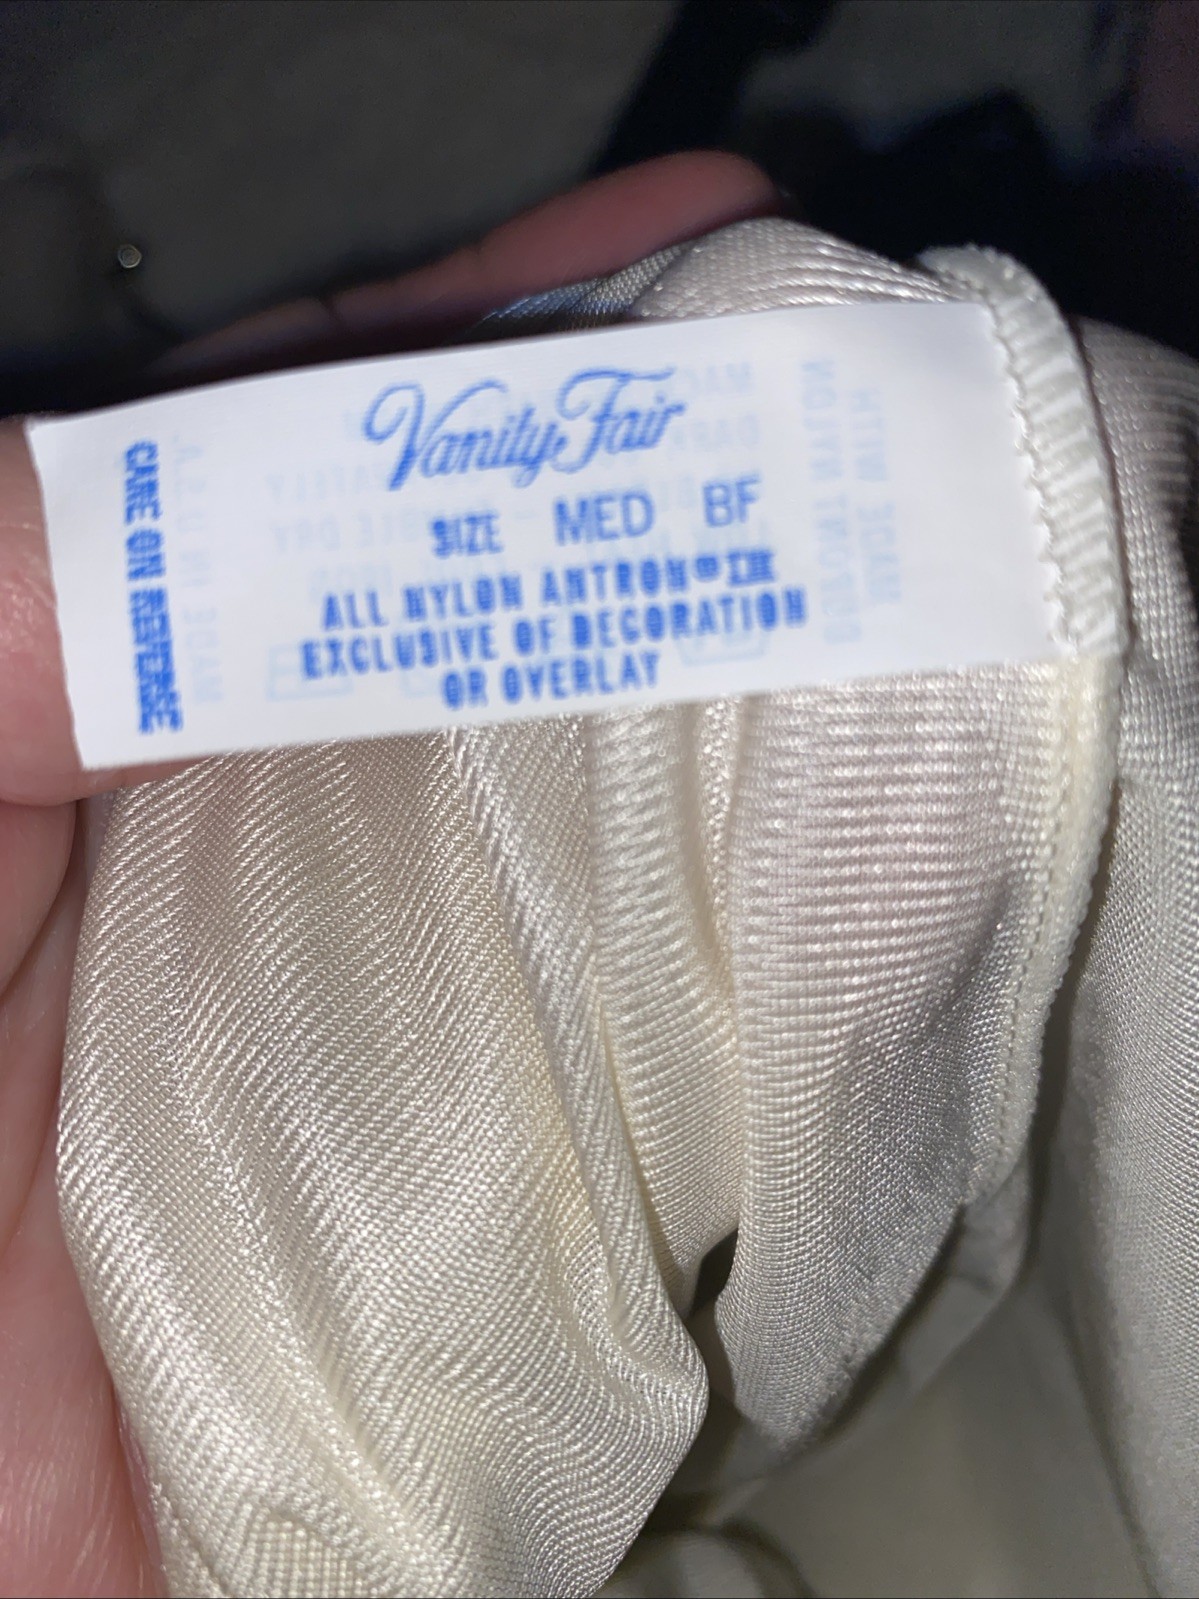 Vanity Fair
SIZE MED BF
ALL NYLON ANTRON® III
EXCLUSIVE OF DECORATION
OR OVERLAY
CARE ON REVERSE